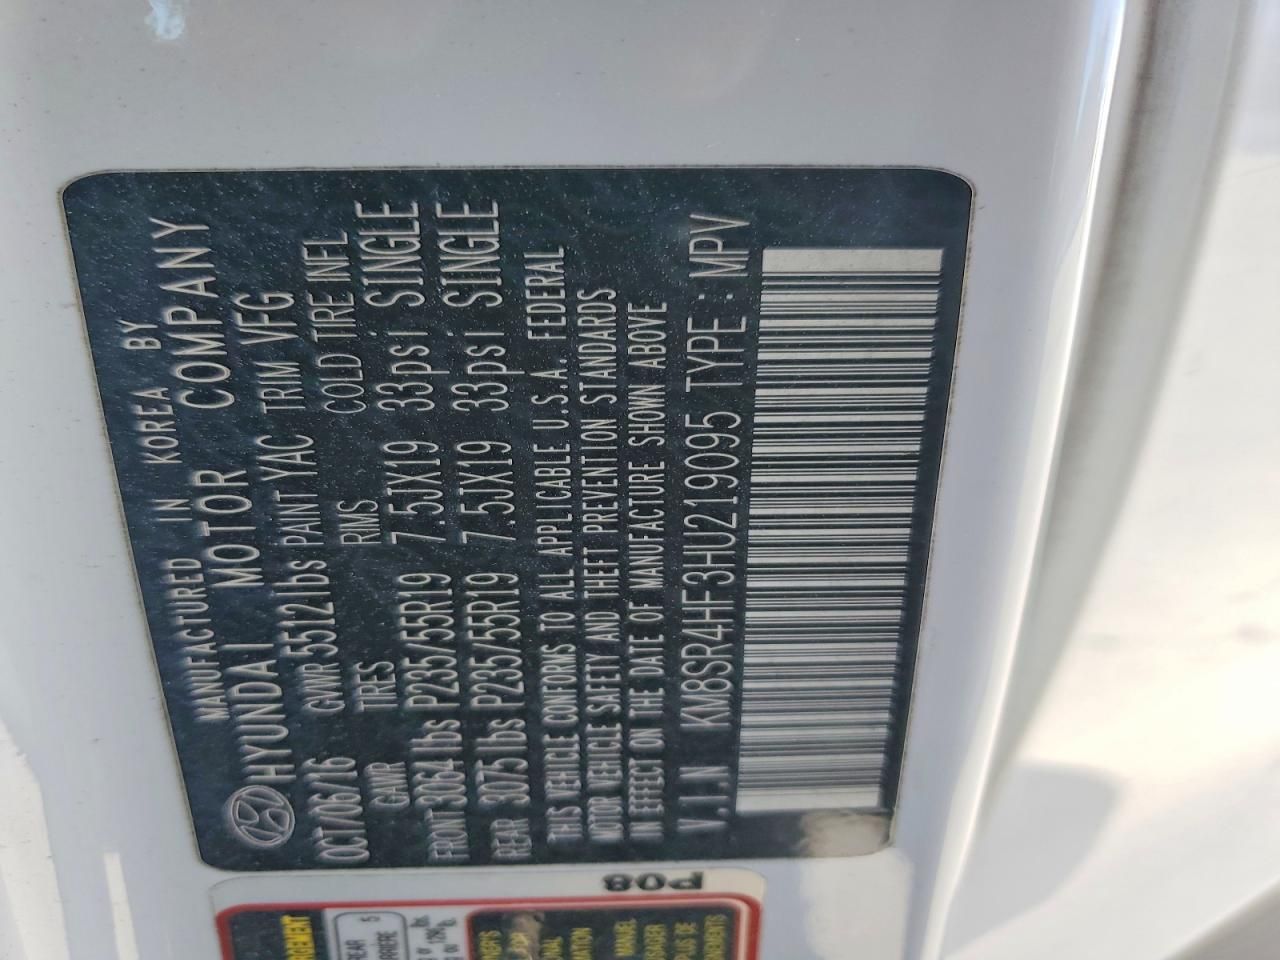 MANUFACTURED IN KOREA BY
HYUNDAI MOTOR COMPANY
OCT/06/16 GVWR 5512lbs PAINT YAC TRIM VFG
GAWR TIRES RIMS COLD TIRE INFL
FRONT 3064lbs P235/55R19 7.5JX19 33psi SINGLE
REAR 3075lbs P235/55R19 7.5JX19 33psi SINGLE
THIS VEHICLE CONFORMS TO ALL APPLICABLE U.S.A. FEDERAL
MOTOR VEHICLE SAFETY AND THEFT PREVENTION STANDARDS
IN EFFECT ON THE DATE OF MANUFACTURE SHOWN ABOVE
V.I.N KM8SR4HF3HU219095 TYPE: MPV
P08
REAR 5